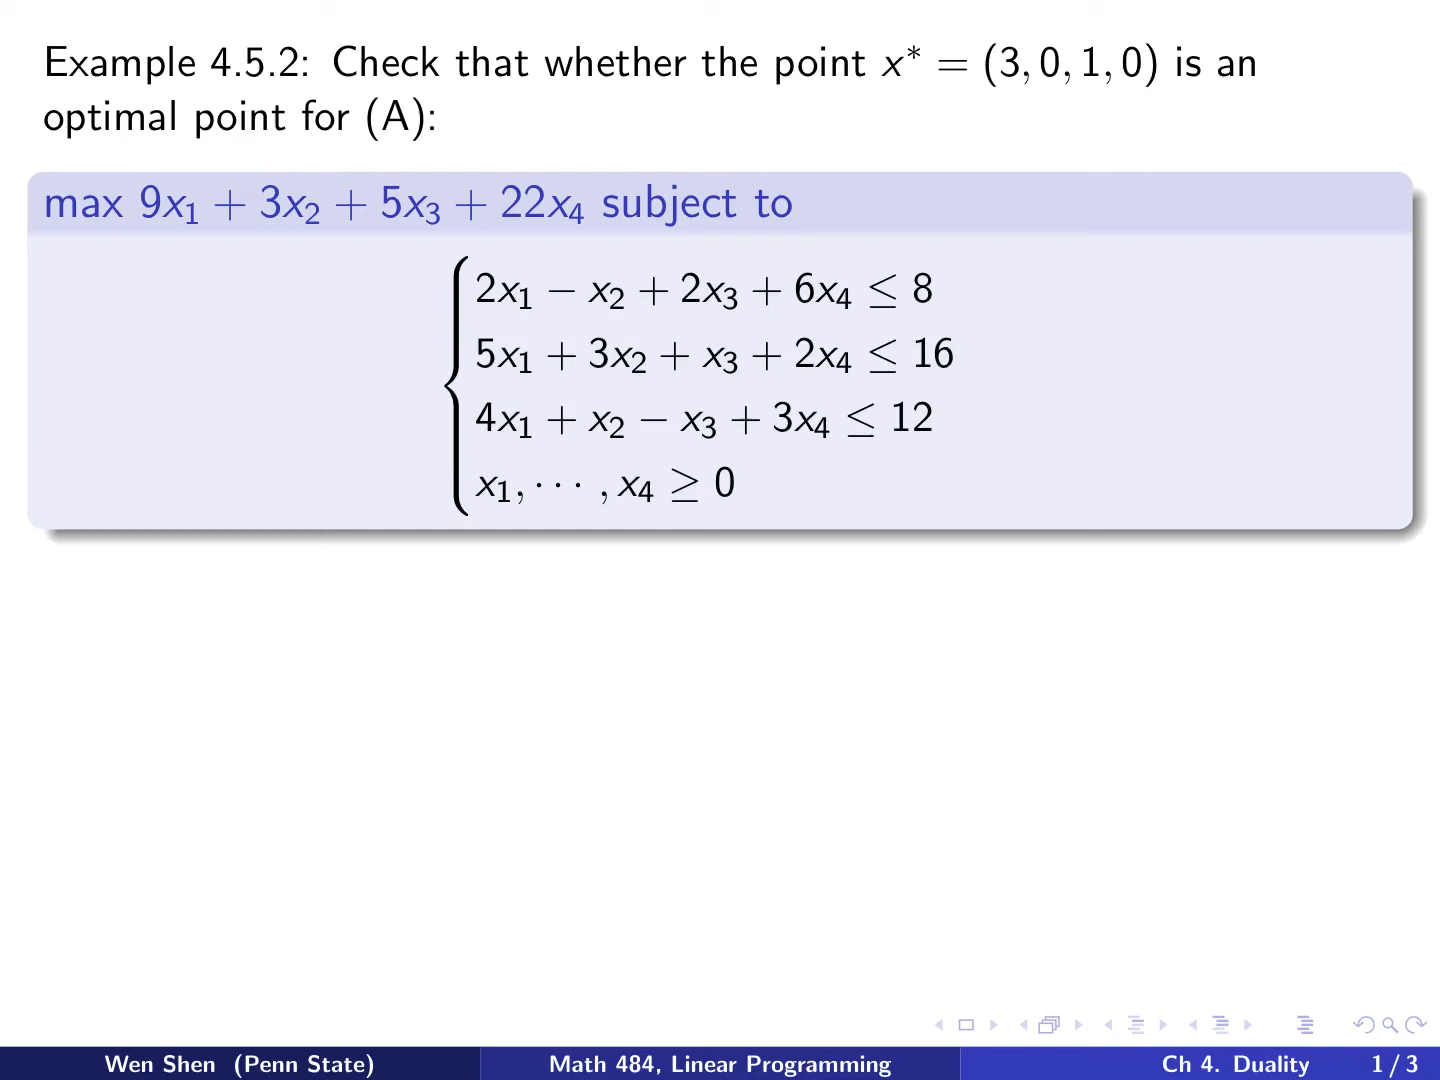 Example 4.5.2: Check that whether the point x* = (3, 0, 1, 0) is an
optimal point for (A):
max 9x₁ + 3x₂ + 5x₃ + 22x₄ subject to
2x₁ − x₂ + 2x₃ + 6x₄ ≤ 8
5x₁ + 3x₂ + x₃ + 2x₄ ≤ 16
4x₁ + x₂ − x₃ + 3x₄ ≤ 12
x₁, ⋯ , x₄ ≥ 0
Wen Shen (Penn State) Math 484, Linear Programming Ch 4. Duality 1 / 3